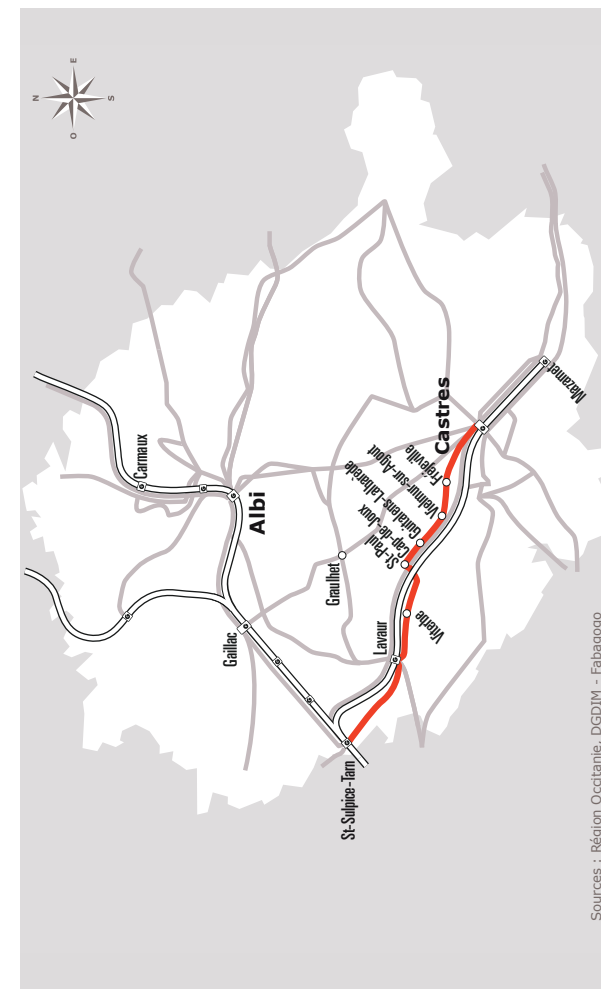 N
E
S
O
Carmaux
Albi
Gaillac
Graulhet
Lavaur
St-Sulpice-Tarn
Viterbe
St-Paul
Cap-de-Joux
Guitalens-Lalbarède
Vielmur-sur-Agout
Fréjeville
Castres
Mazamet
Sources : Région Occitanie, DGDIM - Fabagogo